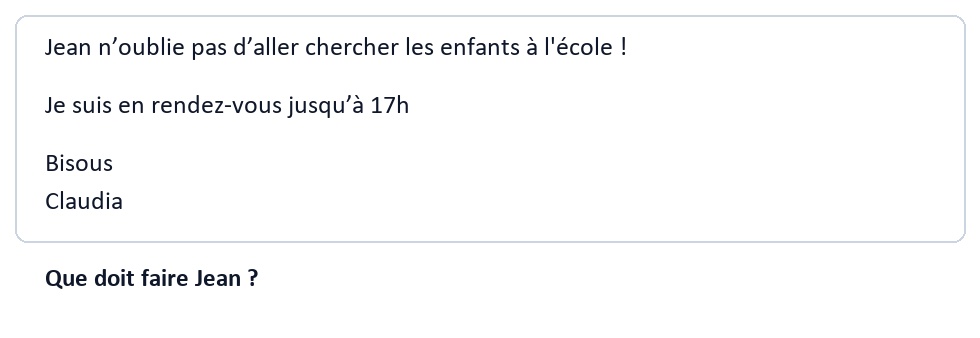 Jean n’oublie pas d’aller chercher les enfants à l'école !
Je suis en rendez-vous jusqu’à 17h
Bisous
Claudia
Que doit faire Jean ?